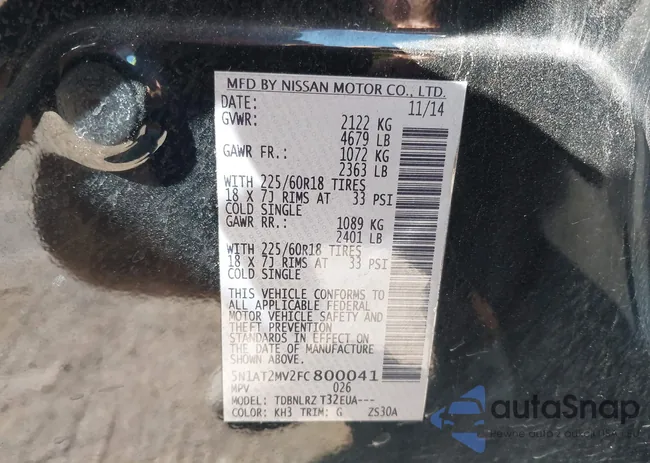 MFD BY NISSAN MOTOR CO., LTD.
DATE: 11/14
GVWR: 2122 KG
4679 LB
GAWR FR.: 1072 KG
2363 LB
WITH 225/60R18 TIRES
18 X 7J RIMS AT 33 PSI
COLD SINGLE
GAWR RR.: 1089 KG
2401 LB
WITH 225/60R18 TIRES
18 X 7J RIMS AT 33 PSI
COLD SINGLE
THIS VEHICLE CONFORMS TO
ALL APPLICABLE FEDERAL
MOTOR VEHICLE SAFETY AND
THEFT PREVENTION
STANDARDS IN EFFECT ON
THE DATE OF MANUFACTURE
SHOWN ABOVE.
5N1AT2MV2FC800041
MPV 026
MODEL: TDBNLRZ T32EUA---
COLOR: KH3 TRIM: G ZS30A
autoSnap